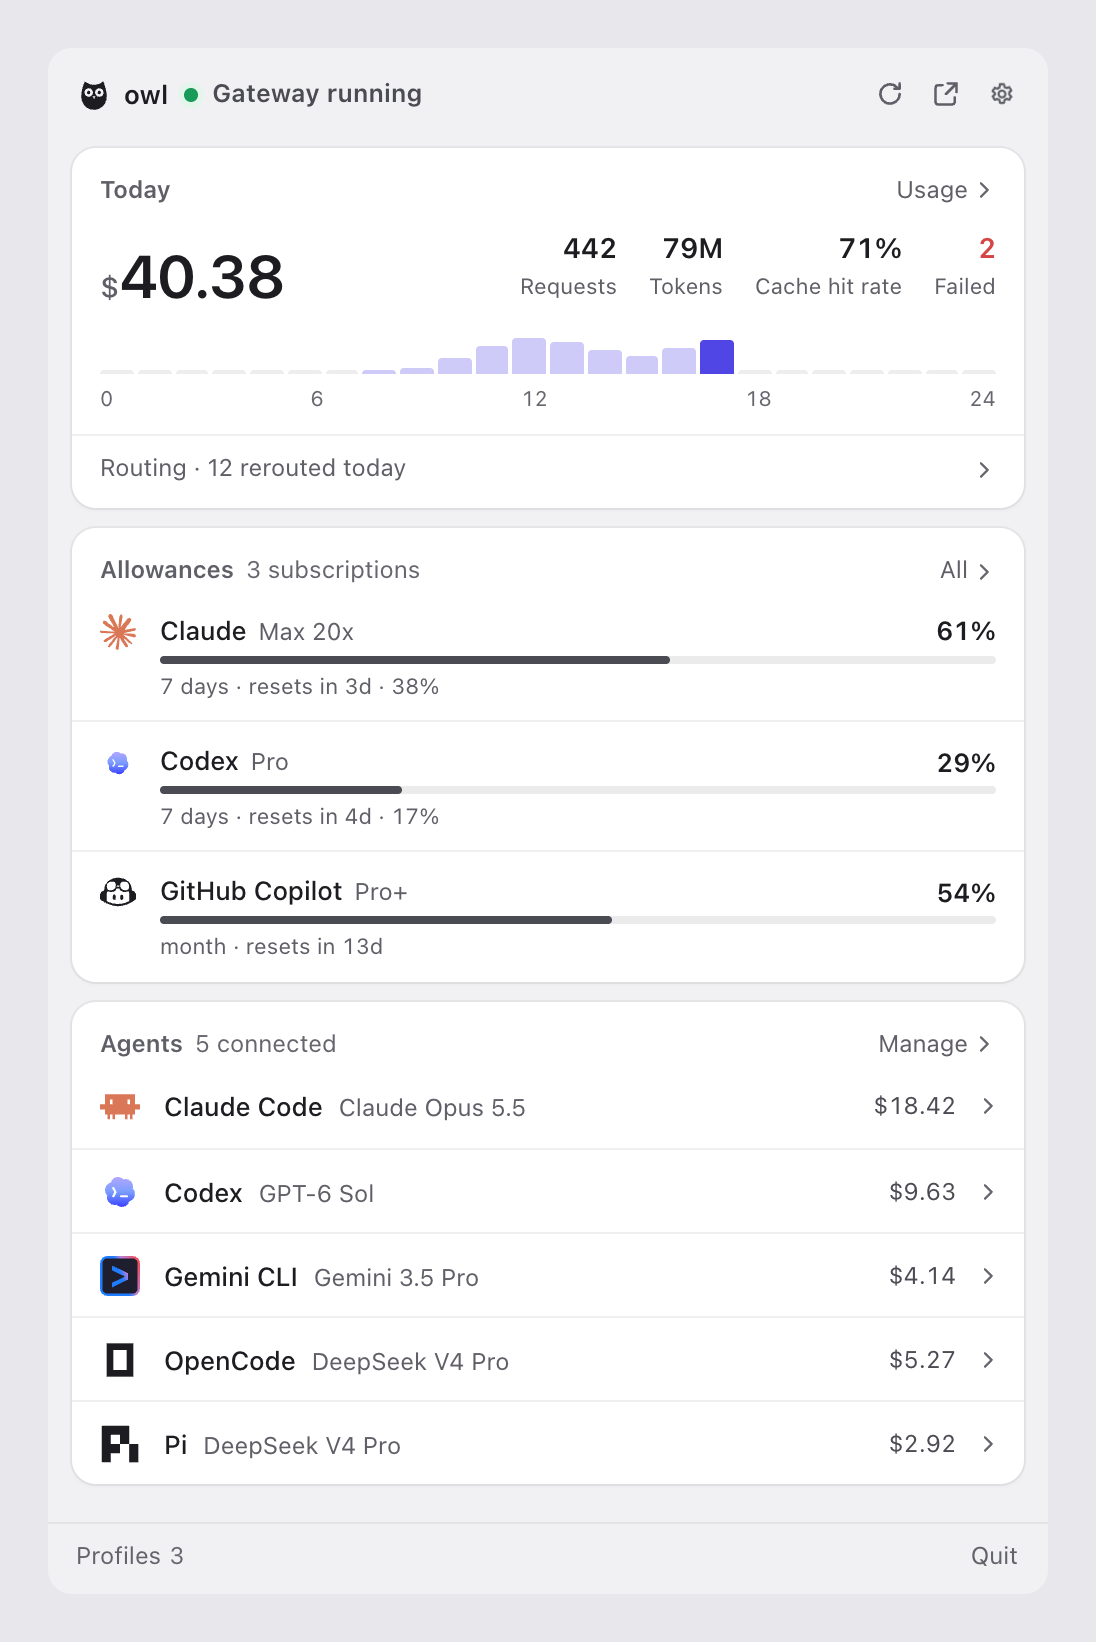 owl Gateway running
Today
Usage
$40.38
442 79M 71% 2
Requests Tokens Cache hit rate Failed
0 6 12 18 24
Routing · 12 rerouted today
Allowances 3 subscriptions
All
Claude Max 20x 61%
7 days · resets in 3d · 38%
Codex Pro 29%
7 days · resets in 4d · 17%
GitHub Copilot Pro+ 54%
month · resets in 13d
Agents 5 connected
Manage
Claude Code Claude Opus 5.5 $18.42
Codex GPT-6 Sol $9.63
Gemini CLI Gemini 3.5 Pro $4.14
OpenCode DeepSeek V4 Pro $5.27
Pi DeepSeek V4 Pro $2.92
Profiles 3
Quit